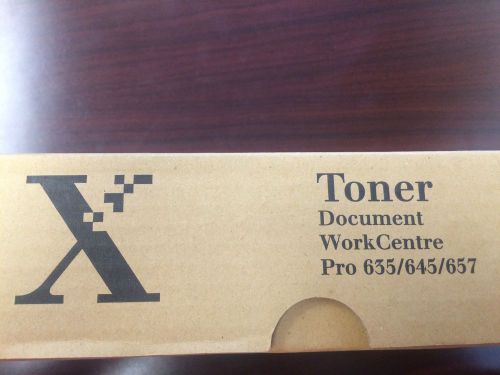 X
Toner
Document
WorkCentre
Pro 635/645/657